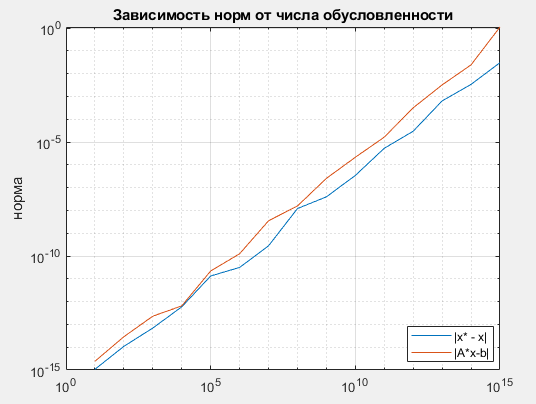 Зависимость норм от числа обусловленности
10^0
10^-5
10^-10
10^-15
норма
10^0
10^5
10^10
10^15
|x* - x|
|A*x-b|